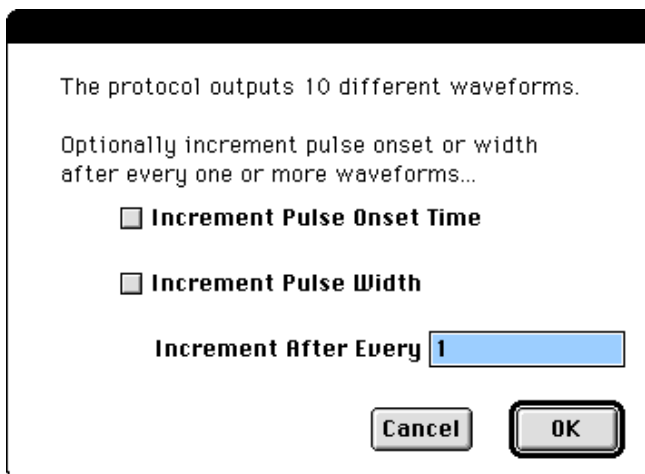 The protocol outputs 10 different waveforms.
Optionally increment pulse onset or width
after every one or more waveforms...
Increment Pulse Onset Time
Increment Pulse Width
Increment After Every 1
Cancel OK